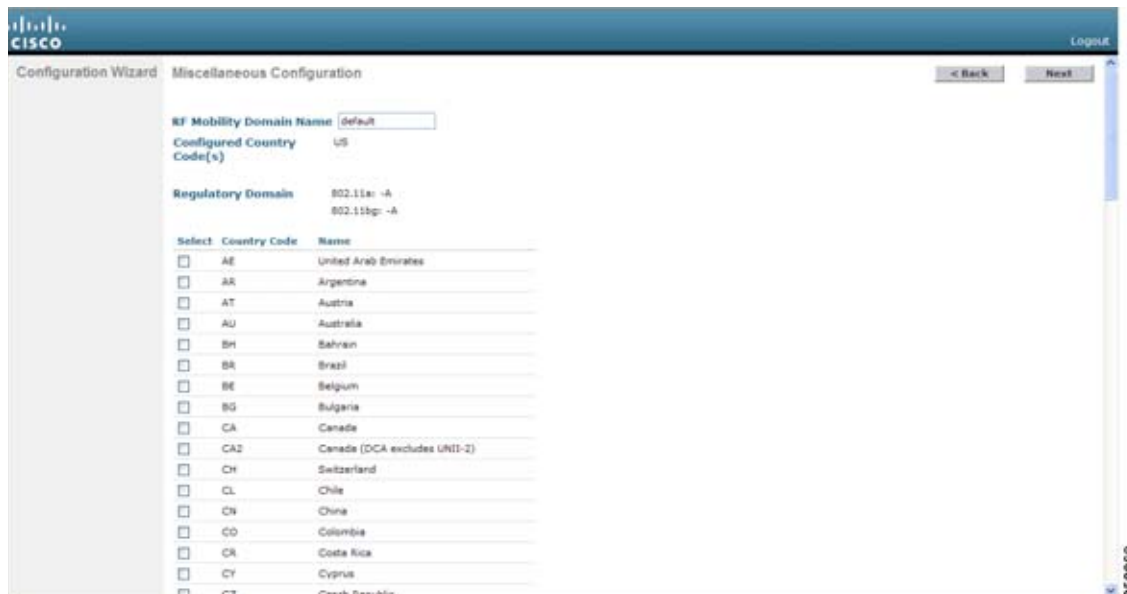 CISCO
Logout
Configuration Wizard
Miscellaneous Configuration
< Back
Next
RF Mobility Domain Name default
Configured Country Code(s) US
Regulatory Domain 802.11a: -A
802.11bg: -A
Select Country Code Name
AE United Arab Emirates
AR Argentina
AT Austria
AU Australia
BH Bahrain
BR Brazil
BE Belgium
BG Bulgaria
CA Canada
CA2 Canada (DCA excludes UNII-2)
CH Switzerland
CL Chile
CN China
CO Colombia
CR Costa Rica
CY Cyprus
CZ Czech Republic